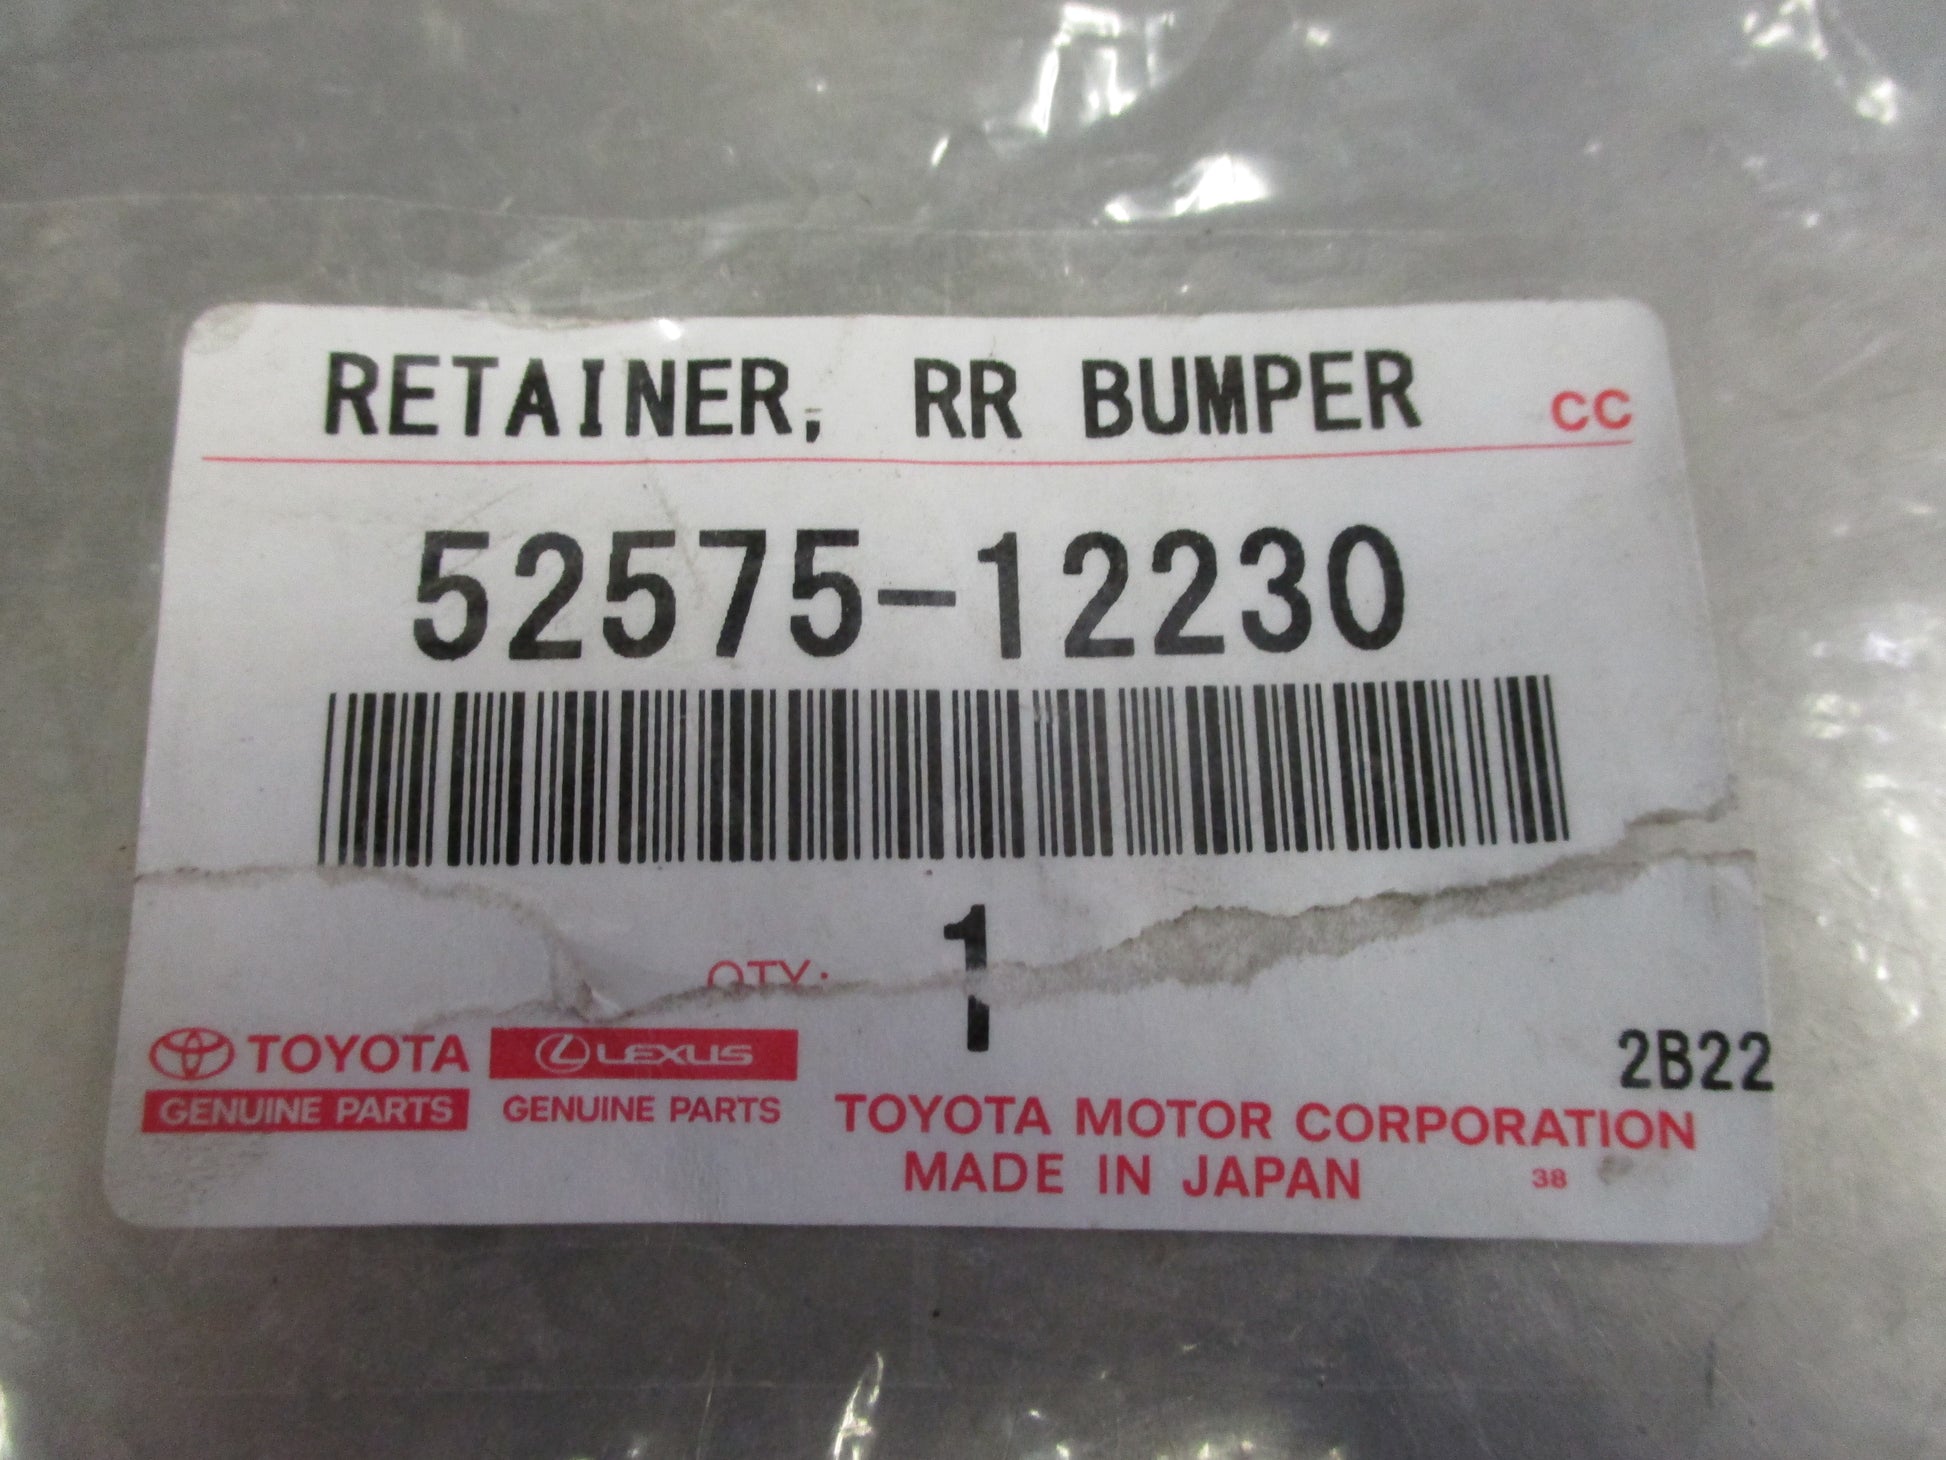 RETAINER, RR BUMPER CC
52575-12230
QTY: 1
2B22
TOYOTA LEXUS
GENUINE PARTS GENUINE PARTS
TOYOTA MOTOR CORPORATION
MADE IN JAPAN 38